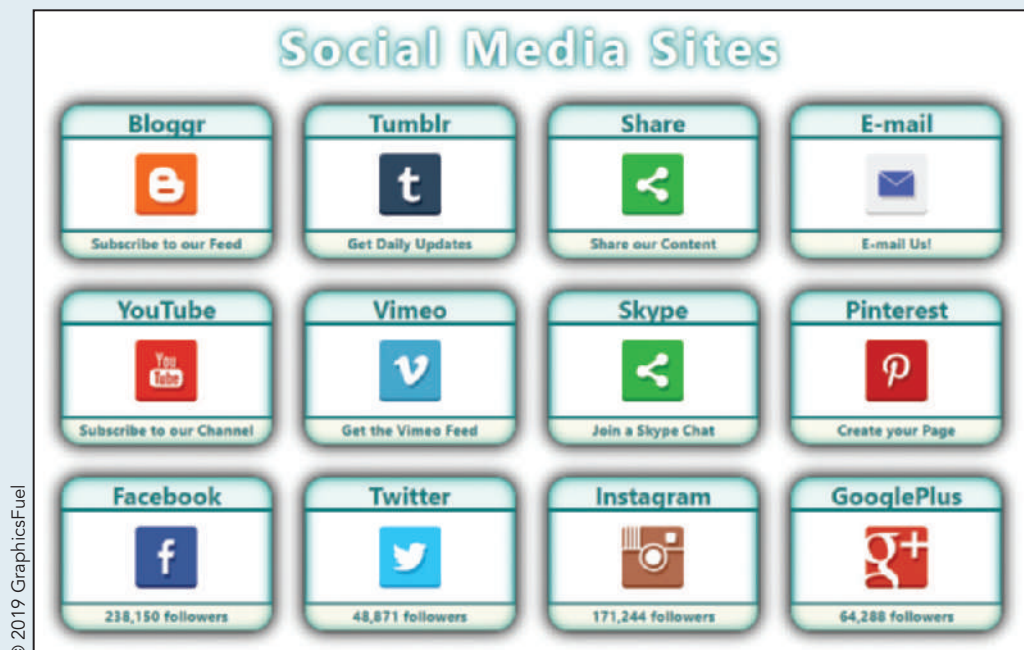 Social Media Sites
Bloggr Tumblr Share E-mail
t
Subscribe to our Feed Get Daily Updates Share our Content E-mail Us!
YouTube Vimeo Skype Pinterest
You
Tube
Subscribe to our Channel Get the Vimeo Feed Join a Skype Chat Create your Page
Facebook Twitter Instagram GooglePlus
f g+
238,150 followers 48,871 followers 171,244 followers 64,288 followers
© 2019 GraphicsFuel